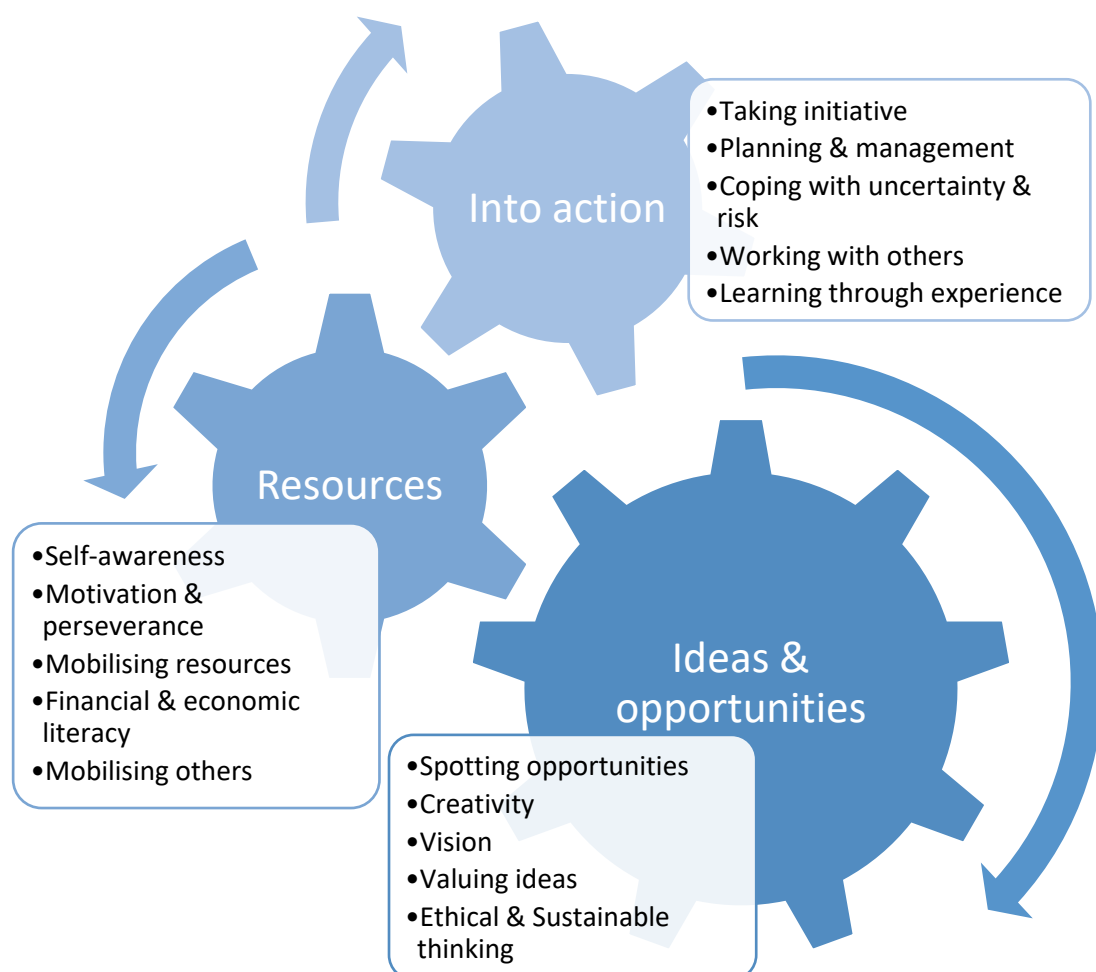 Into action
•Taking initiative
•Planning & management
•Coping with uncertainty &
risk
•Working with others
•Learning through experience
Resources
•Self-awareness
•Motivation &
perseverance
•Mobilising resources
•Financial & economic
literacy
•Mobilising others
Ideas &
opportunities
•Spotting opportunities
•Creativity
•Vision
•Valuing ideas
•Ethical & Sustainable
thinking